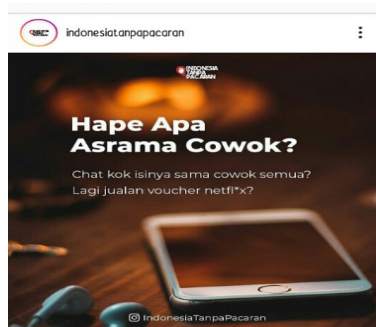 indonesiatanpapacaran
INDONESIA
TANPA
PACARAN
Hape Apa
Asrama Cowok?
Chat kok isinya sama cowok semua?
Lagi jualan voucher netfl*x?
IndonesiaTanpaPacaran